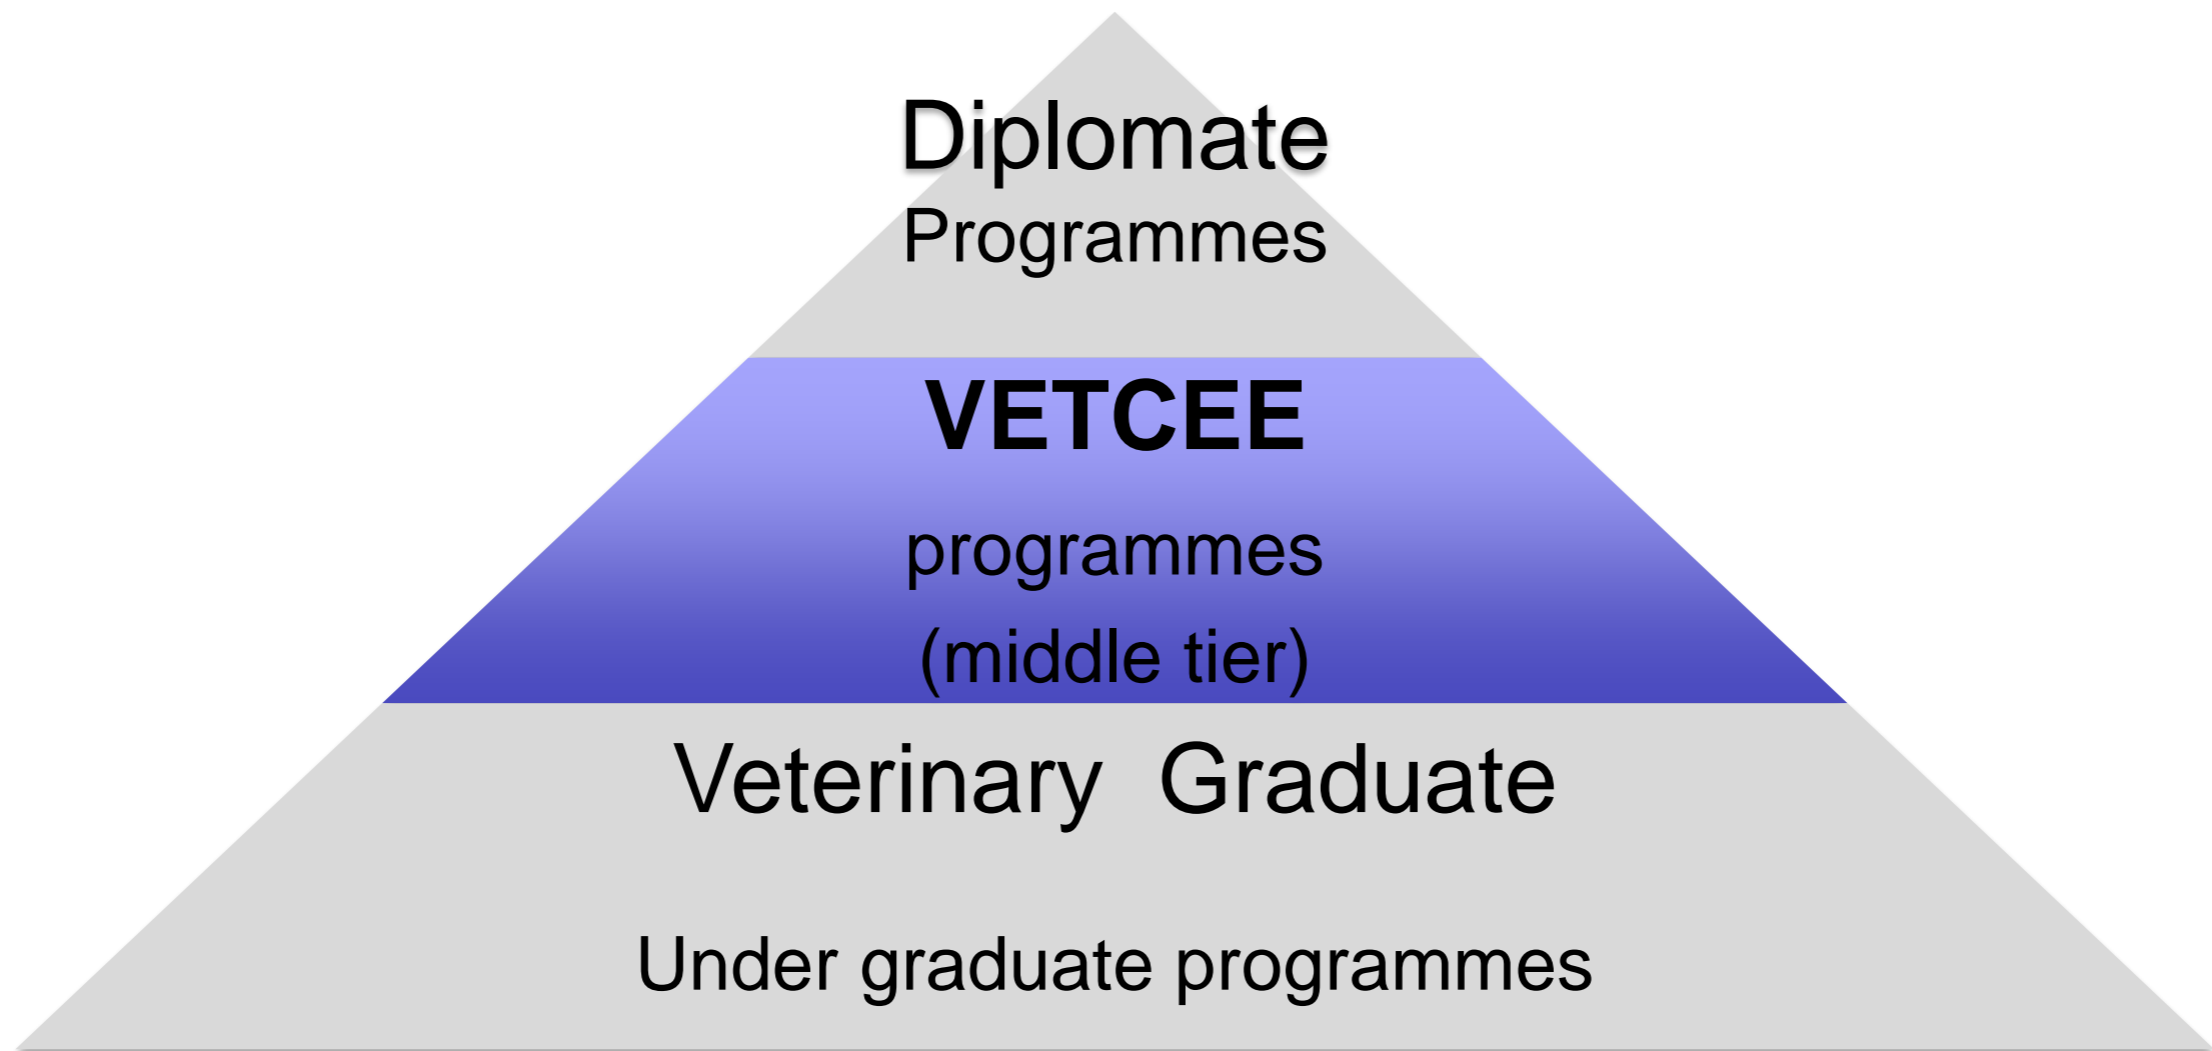 Diplomate
Programmes
VETCEE
programmes
(middle tier)
Veterinary  Graduate
Under graduate programmes